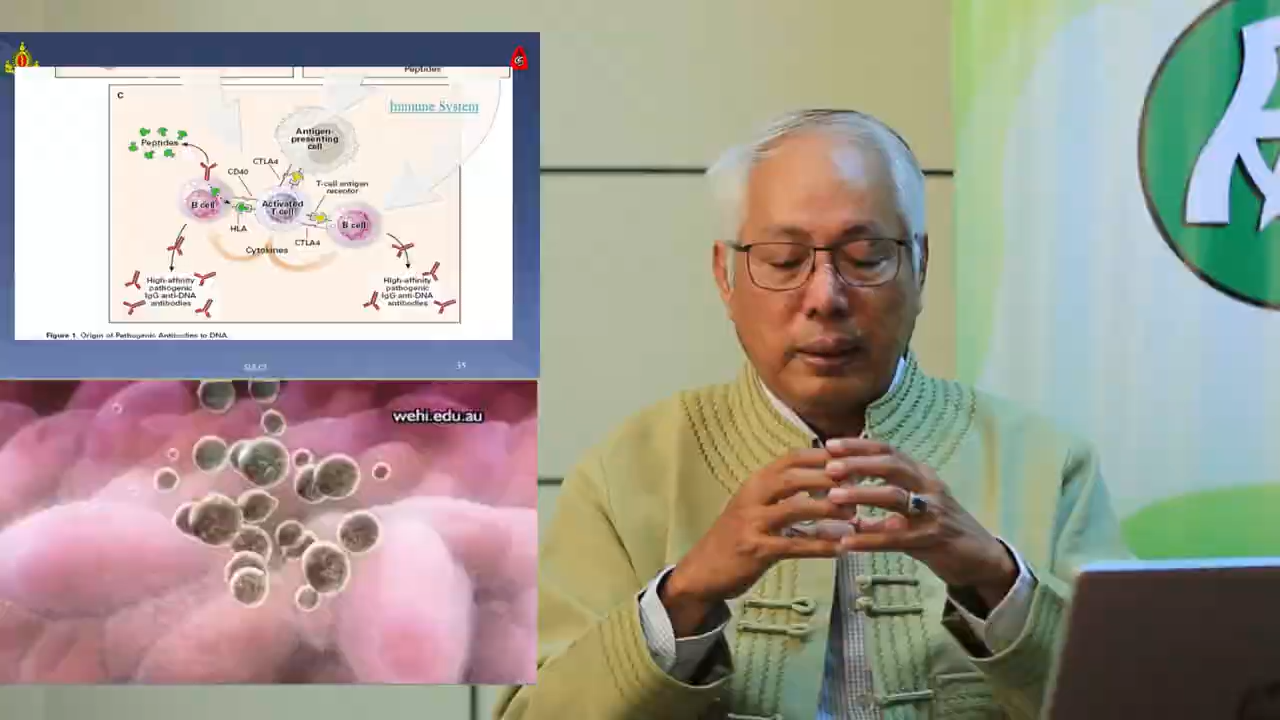 Peptides
C
Immune System
Antigen-
presenting
cell
Peptides
CTLA4
CD40
T-cell antigen
receptor
B cell
Activated
T cell
B cell
HLA
CTLA4
Cytokines
High-affinity
pathogenic
IgG anti-DNA
antibodies
High-affinity
pathogenic
IgG anti-DNA
antibodies
Figure 1. Origin of Pathogenic Antibodies to DNA.
35
wehi.edu.au